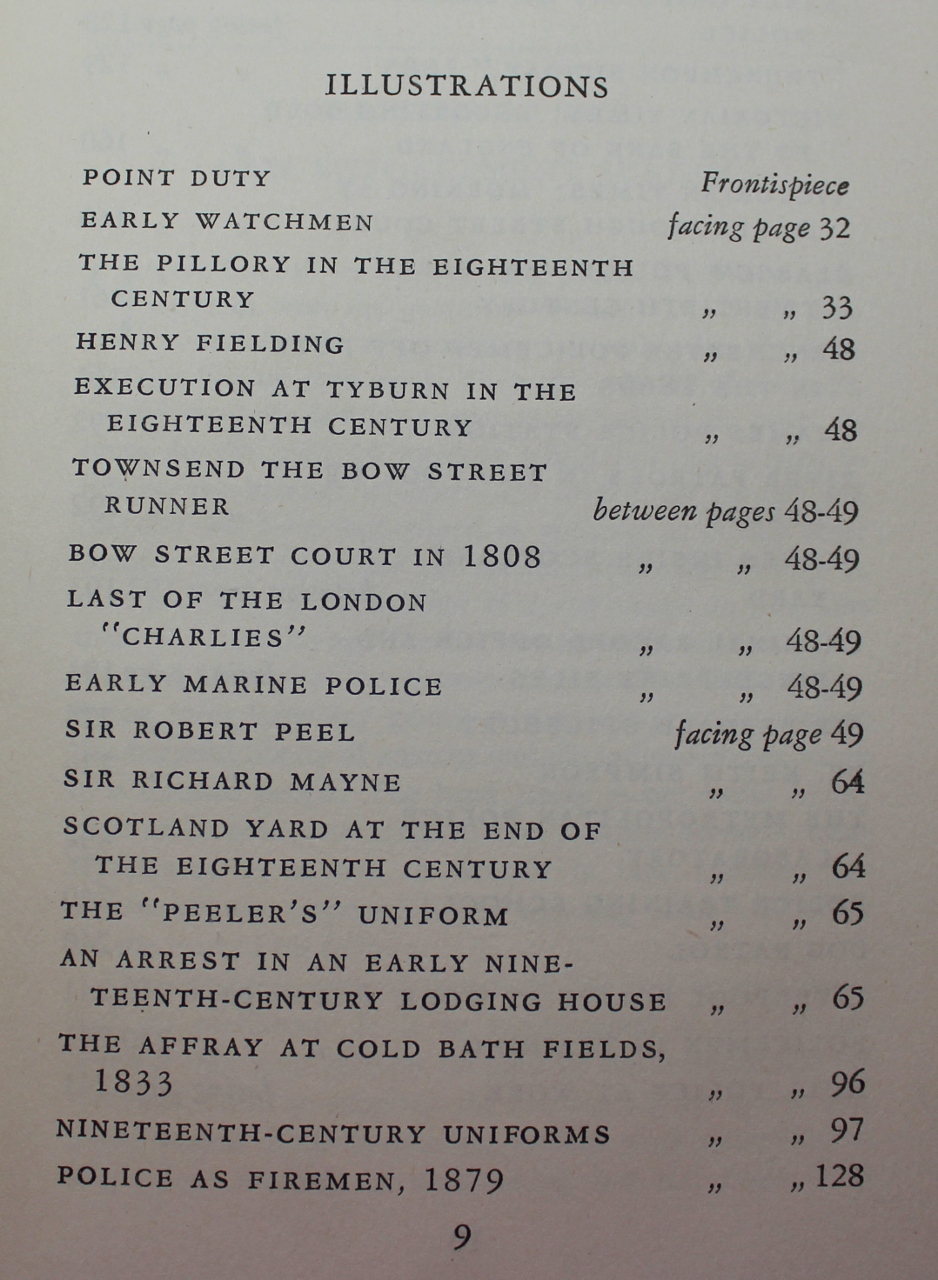 ILLUSTRATIONS
POINT DUTY Frontispiece
EARLY WATCHMEN facing page 32
THE PILLORY IN THE EIGHTEENTH
CENTURY „ „ 33
HENRY FIELDING „ „ 48
EXECUTION AT TYBURN IN THE
EIGHTEENTH CENTURY „ „ 48
TOWNSEND THE BOW STREET
RUNNER between pages 48-49
BOW STREET COURT IN 1808 „ „ 48-49
LAST OF THE LONDON
"CHARLIES" „ „ 48-49
EARLY MARINE POLICE „ „ 48-49
SIR ROBERT PEEL facing page 49
SIR RICHARD MAYNE „ „ 64
SCOTLAND YARD AT THE END OF
THE EIGHTEENTH CENTURY „ „ 64
THE "PEELER'S" UNIFORM „ „ 65
AN ARREST IN AN EARLY NINE-
TEENTH-CENTURY LODGING HOUSE „ „ 65
THE AFFRAY AT COLD BATH FIELDS,
1833 „ „ 96
NINETEENTH-CENTURY UNIFORMS „ „ 97
POLICE AS FIREMEN, 1879 „ „ 128
9